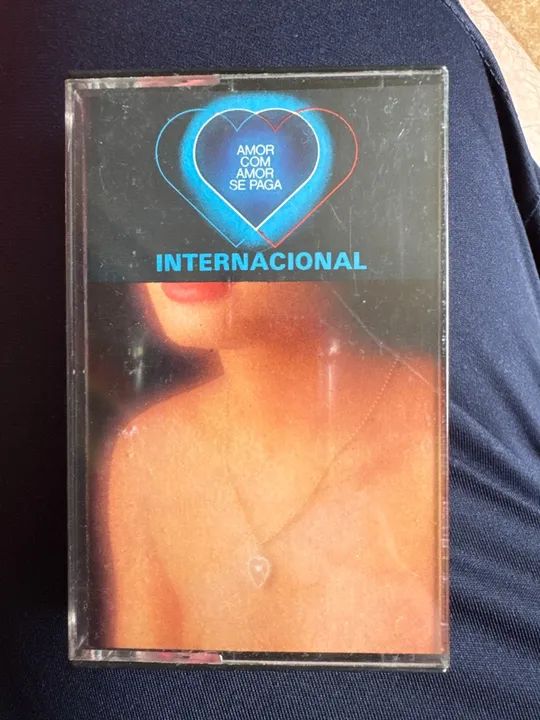 AMOR
COM
AMOR
SE PAGA
INTERNACIONAL